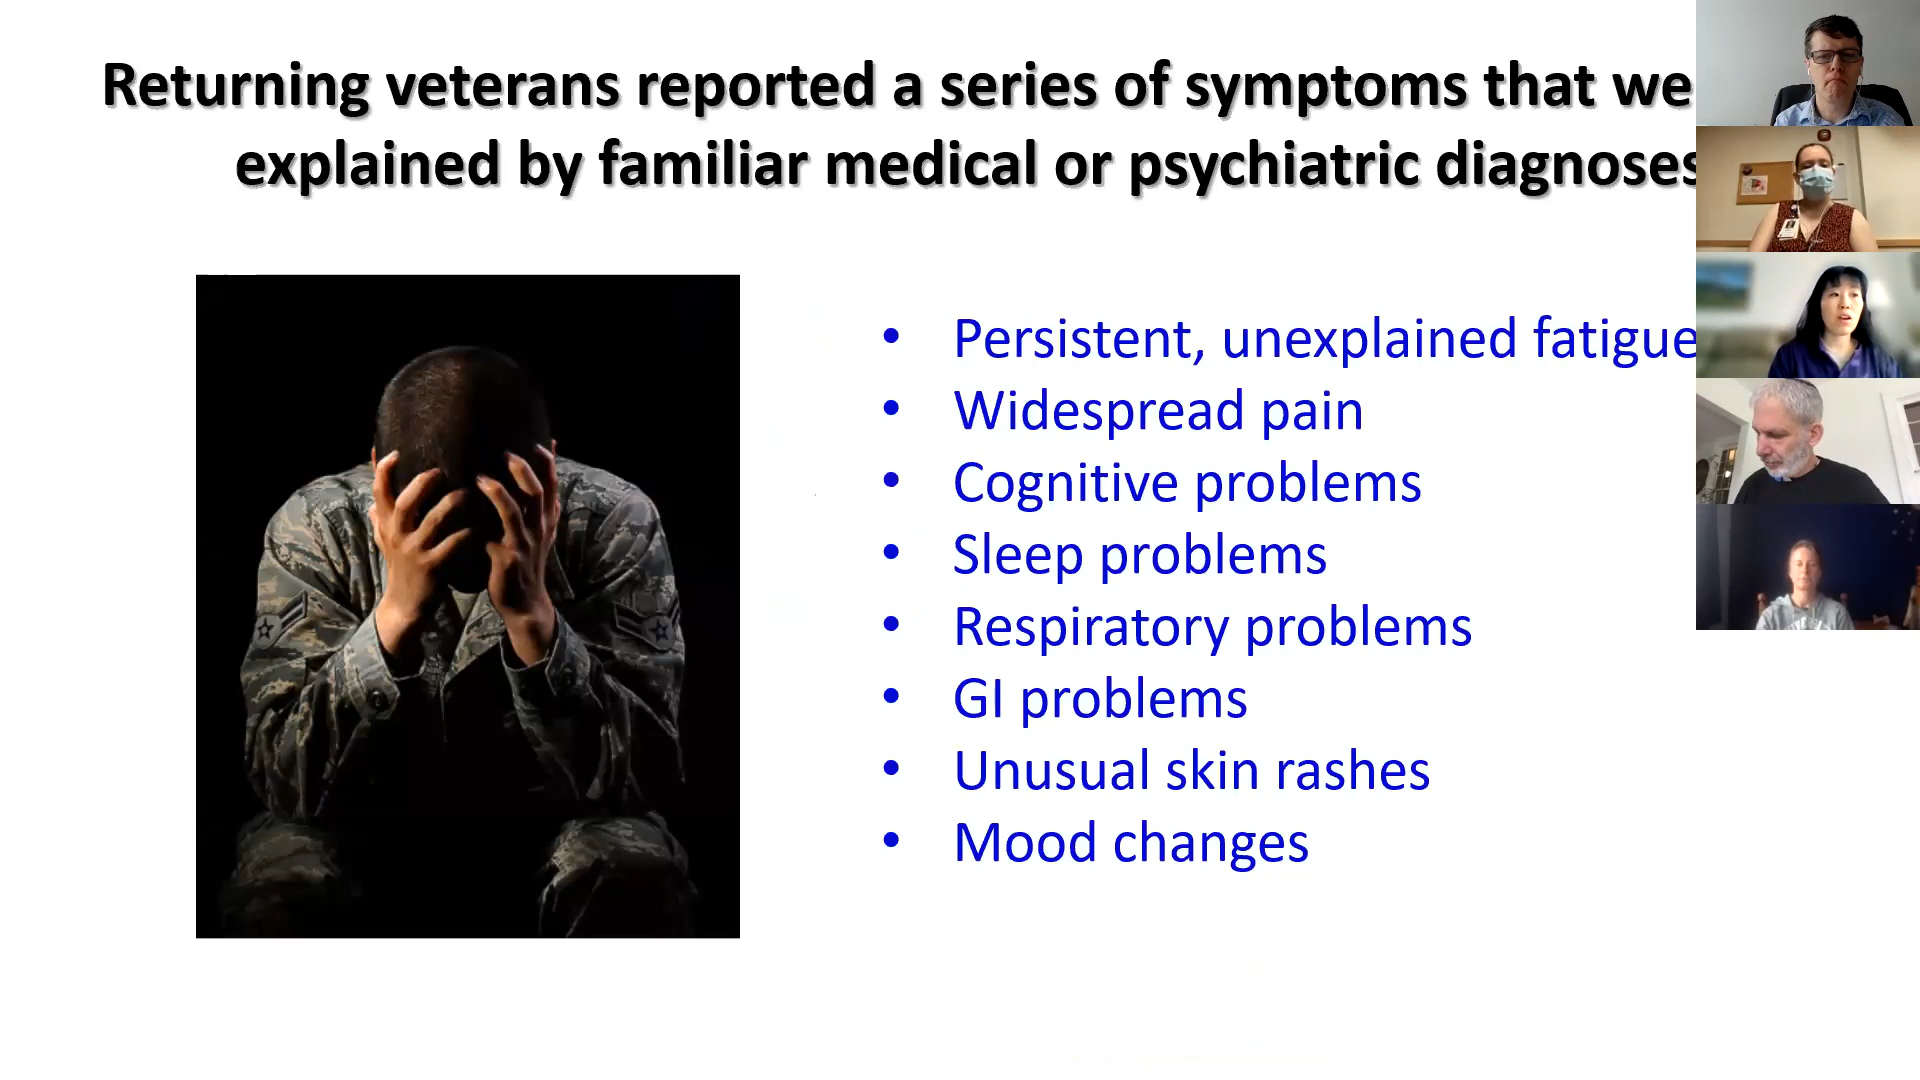 Returning veterans reported a series of symptoms that we
explained by familiar medical or psychiatric diagnoses
• Persistent, unexplained fatigue
• Widespread pain
• Cognitive problems
• Sleep problems
• Respiratory problems
• GI problems
• Unusual skin rashes
• Mood changes